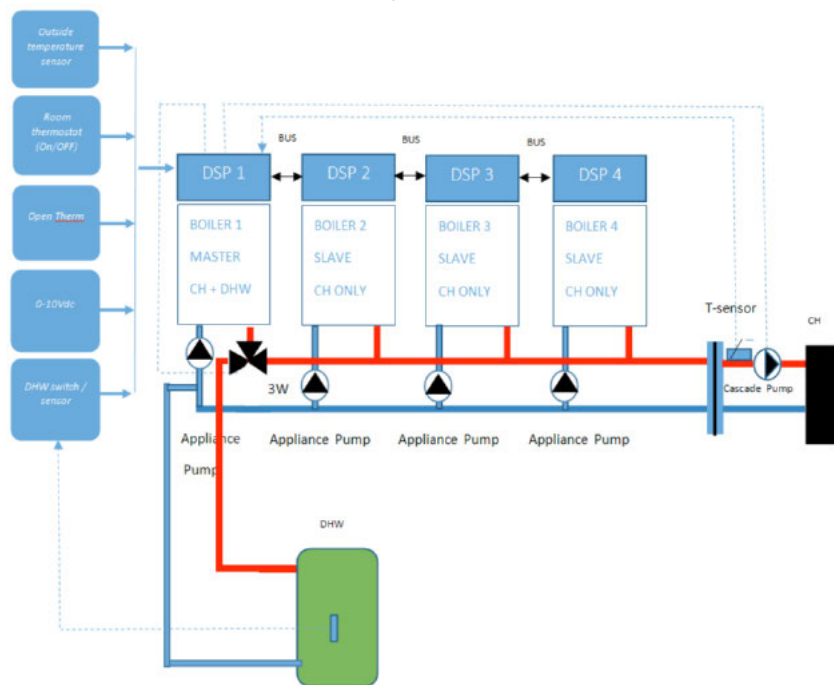 Outside
temperature
sensor
Room
thermostat
(On/OFF)
Open Therm
0-10Vdc
DHW switch /
sensor
BUS
BUS
BUS
DSP 1
DSP 2
DSP 3
DSP 4
BOILER 1
MASTER
CH + DHW
BOILER 2
SLAVE
CH ONLY
BOILER 3
SLAVE
CH ONLY
BOILER 4
SLAVE
CH ONLY
T-sensor
CH
3W
Cascade Pump
Appliance
Pump
Appliance Pump
Appliance Pump
Appliance Pump
DHW